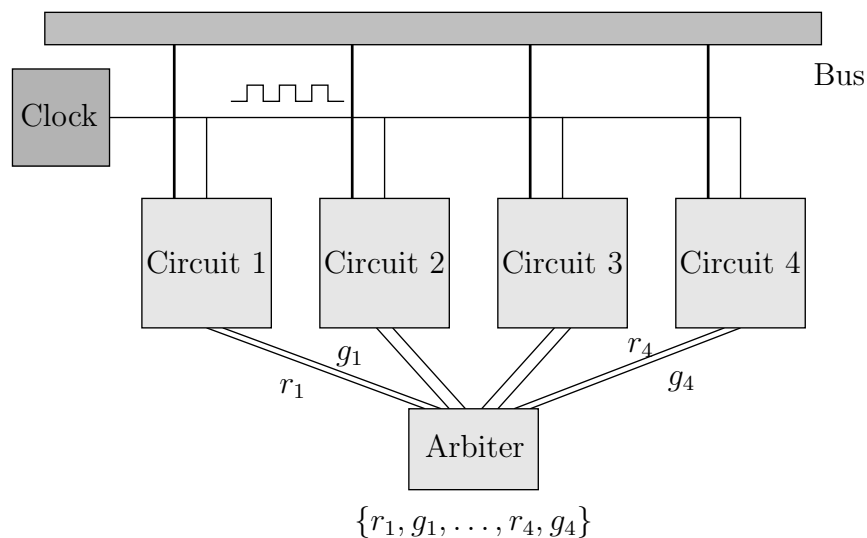 Bus
Clock
Circuit 1
Circuit 2
Circuit 3
Circuit 4
g₁
r₁
r₄
g₄
Arbiter
{r₁, g₁, . . . , r₄, g₄}